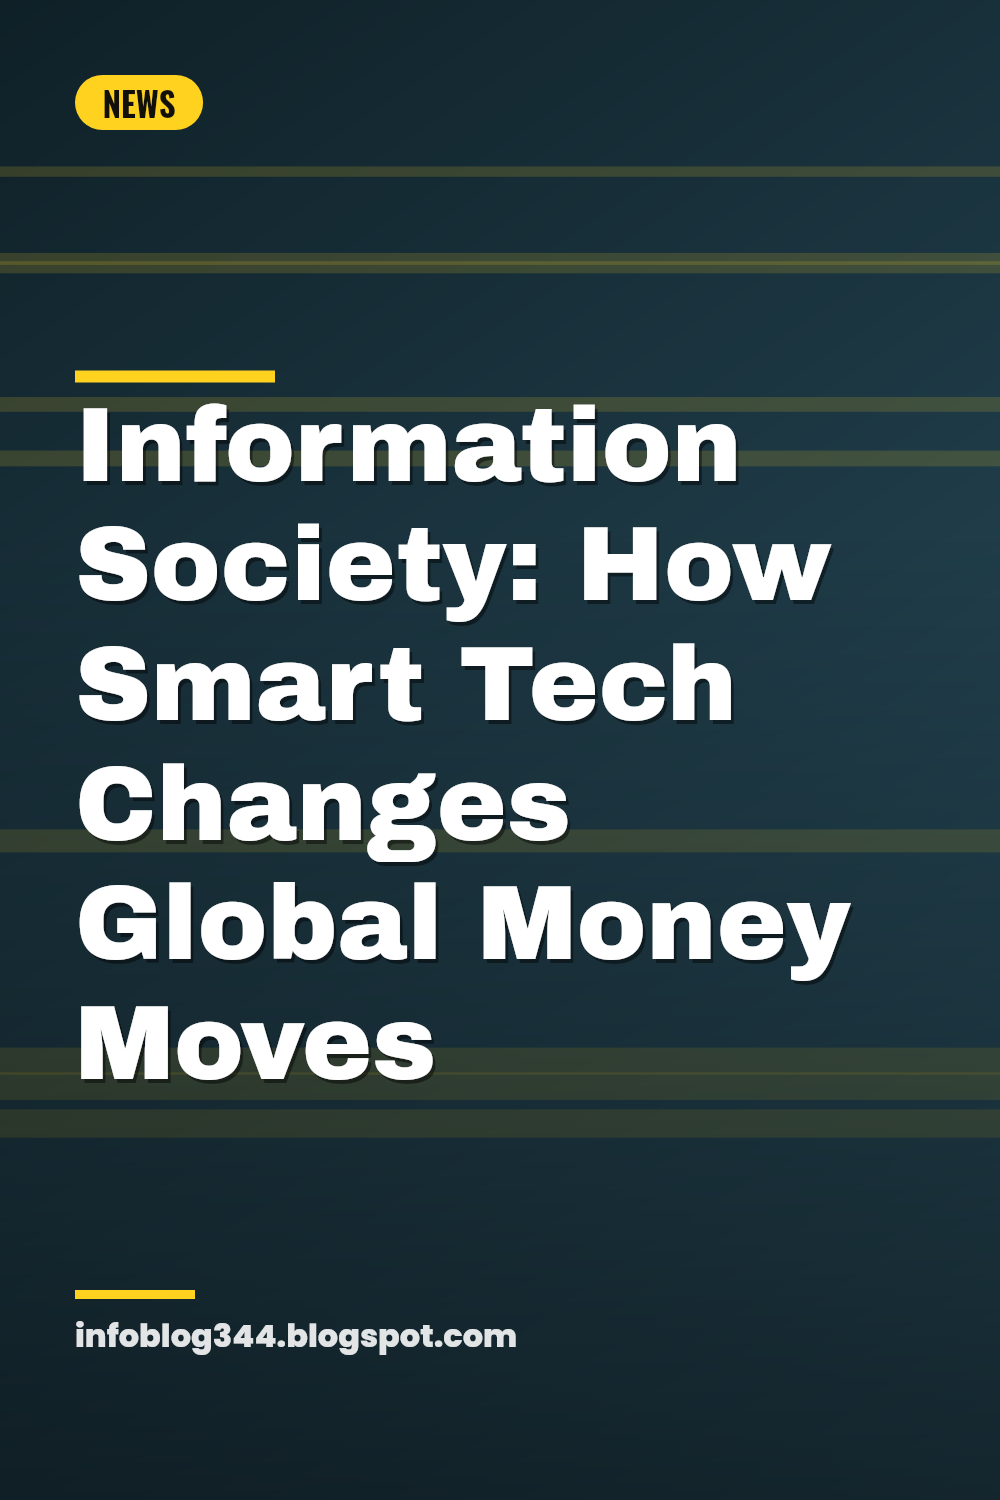 NEWS
Information
Society: How
Smart Tech
Changes
Global Money
Moves
infoblog344.blogspot.com